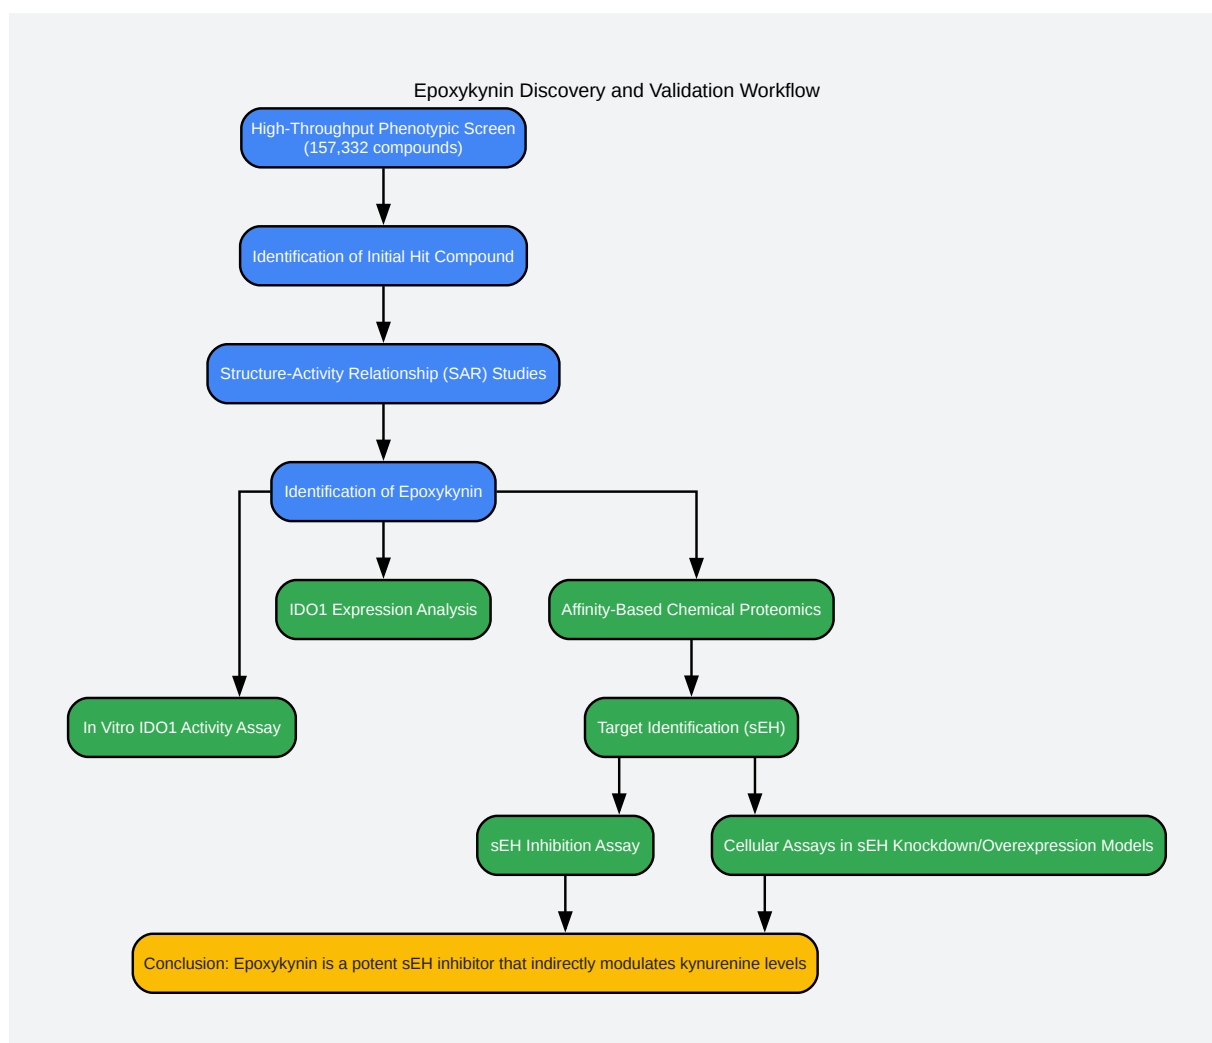 Epoxykynin Discovery and Validation Workflow
High-Throughput Phenotypic Screen
(157,332 compounds)
Identification of Initial Hit Compound
Structure-Activity Relationship (SAR) Studies
Identification of Epoxykynin
IDO1 Expression Analysis
Affinity-Based Chemical Proteomics
In Vitro IDO1 Activity Assay
Target Identification (sEH)
sEH Inhibition Assay
Cellular Assays in sEH Knockdown/Overexpression Models
Conclusion: Epoxykynin is a potent sEH inhibitor that indirectly modulates kynurenine levels